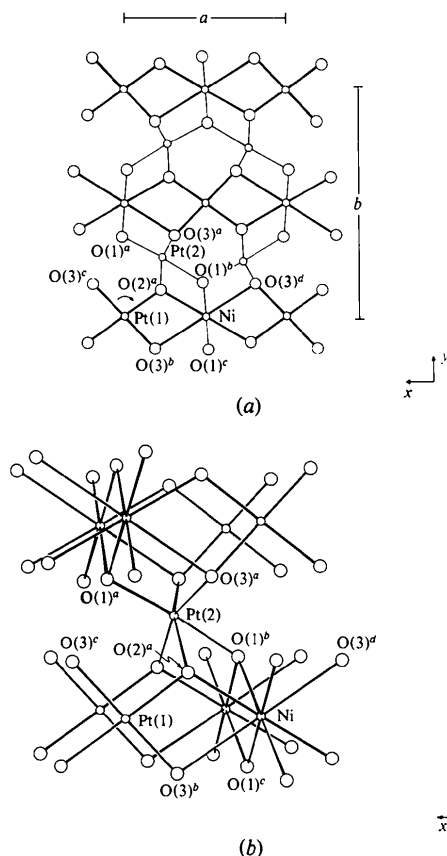 a
b
O(3)ᵃ
O(1)ᵃ
Pt(2)
O(3)ᶜ
O(2)ᵃ
O(1)ᵇ
O(3)ᵈ
Pt(1)
Ni
O(3)ᵇ
O(1)ᶜ
x
y
(a)
O(1)ᵃ
O(3)ᵃ
Pt(2)
O(3)ᶜ
O(2)ᵃ
O(1)ᵇ
O(3)ᵈ
Pt(1)
Ni
O(3)ᵇ
O(1)ᶜ
x
(b)